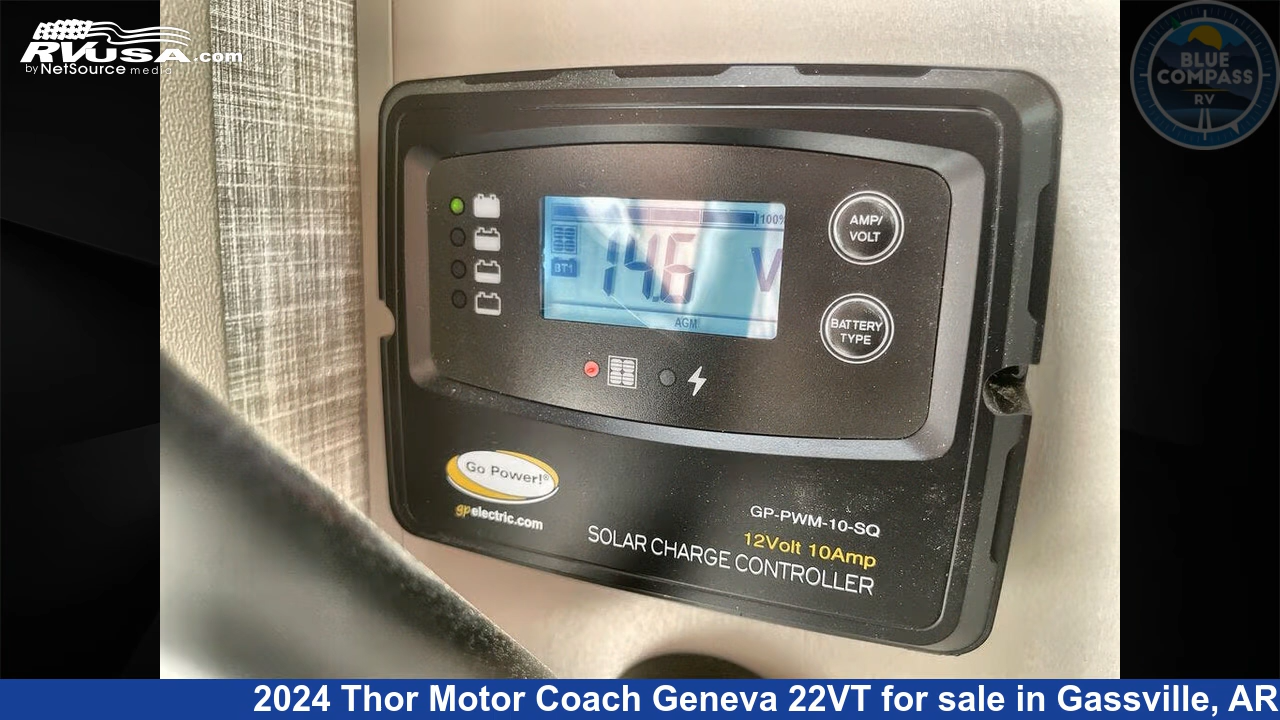 RVUSA.com
by NetSource media
BLUE
COMPASS
RV
100%
BT1
14.6 V
AGM
AMP/
VOLT
BATTERY
TYPE
Go Power!®
gpelectric.com
GP-PWM-10-SQ
12Volt 10Amp
SOLAR CHARGE CONTROLLER
2024 Thor Motor Coach Geneva 22VT for sale in Gassville, AR